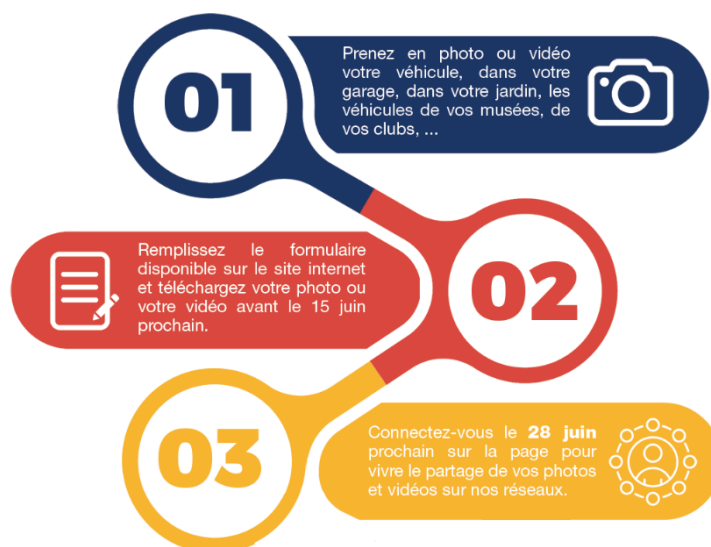 01
Prenez en photo ou vidéo
votre véhicule, dans votre
garage, dans votre jardin, les
véhicules de vos musées, de
vos clubs, ...
Remplissez le formulaire
disponible sur le site internet
et téléchargez votre photo ou
votre vidéo avant le 15 juin
prochain.
02
03
Connectez-vous le 28 juin
prochain sur la page pour
vivre le partage de vos photos
et vidéos sur nos réseaux.